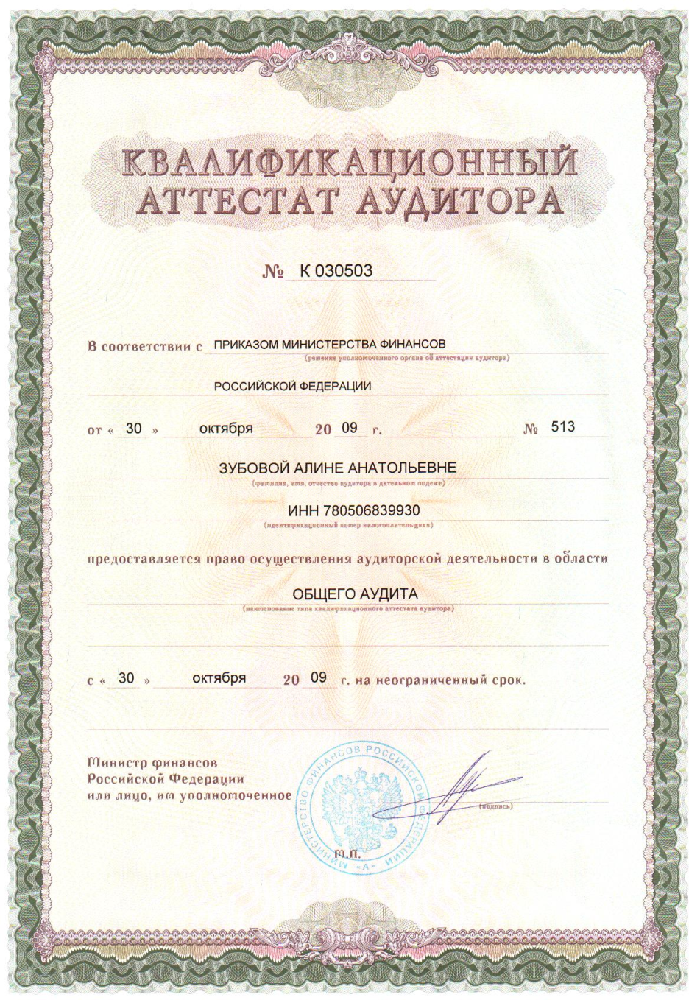 КВАЛИФИКАЦИОННЫЙ
АТТЕСТАТ АУДИТОРА
№ К 030503
В соответствии с ПРИКАЗОМ МИНИСТЕРСТВА ФИНАНСОВ
(решение уполномоченного органа об аттестации аудитора)
РОССИЙСКОЙ ФЕДЕРАЦИИ
от « 30 » октября 20 09 г. № 513
ЗУБОВОЙ АЛИНЕ АНАТОЛЬЕВНЕ
(фамилия, имя, отчество аудитора в дательном падеже)
ИНН 780506839930
(идентификационный номер налогоплательщика)
предоставляется право осуществления аудиторской деятельности в области
ОБЩЕГО АУДИТА
(наименование типа квалификационного аттестата аудитора)
с « 30 » октября 20 09 г. на неограниченный срок.
Министр финансов
Российской Федерации
или лицо, им уполномоченное
(подпись)
М.П.
МИНИСТЕРСТВО ФИНАНСОВ РОССИЙСКОЙ ФЕДЕРАЦИИ «А»